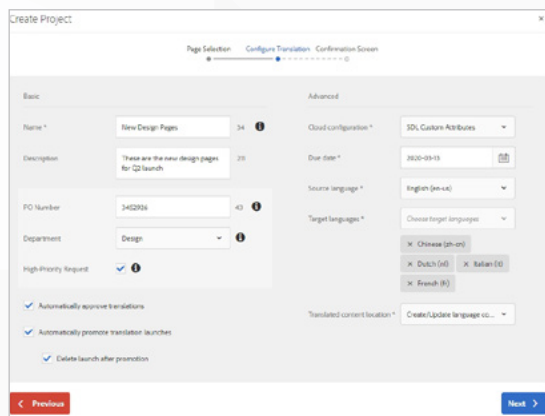 Create Project
×
Page Selection
Configure Translation
Confirmation Screen
Basic
Name *
New Design Pages
34
Description
These are the new design pages
for Q2 launch
PO Number
43
Department
Design
High-Priority Request
Automatically approve translations
Automatically promote translation launches
Delete launch after promotion
Advanced
Cloud configuration *
SDL Custom Attributes
Due date *
2020-03-13
Source language *
English (en-us)
Target languages *
Choose target languages
× Chinese (zh-cn)
× Dutch (nl)
× Italian (it)
× French (fr)
Translated content location *
Create/Update language co...
Previous
Next